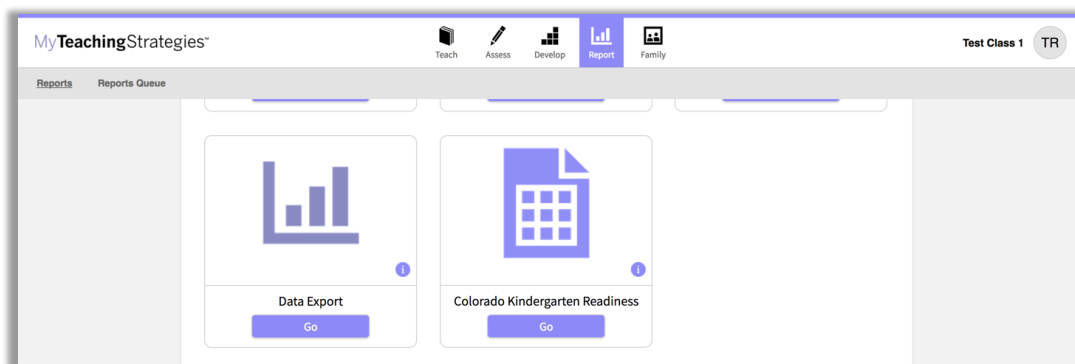 MyTeachingStrategies™
Teach Assess Develop Report Family
Test Class 1 TR
Reports Reports Queue
i i
Data Export Colorado Kindergarten Readiness
Go Go